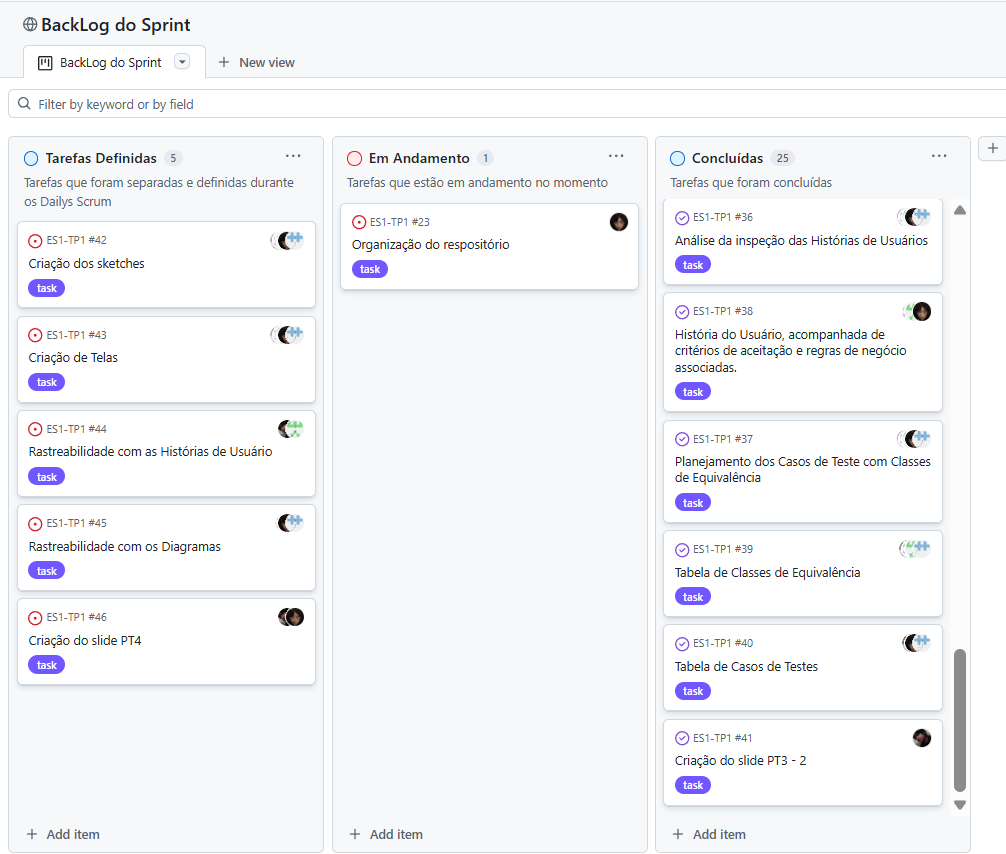 BackLog do Sprint
BackLog do Sprint
New view
Filter by keyword or by field
Tarefas Definidas 5
Tarefas que foram separadas e definidas durante
os Dailys Scrum
ES1-TP1 #42
Criação dos sketches
task
ES1-TP1 #43
Criação de Telas
task
ES1-TP1 #44
Rastreabilidade com as Histórias de Usuário
task
ES1-TP1 #45
Rastreabilidade com os Diagramas
task
ES1-TP1 #46
Criação do slide PT4
task
Add item
Em Andamento 1
Tarefas que estão em andamento no momento
ES1-TP1 #23
Organização do respositório
task
Add item
Concluídas 25
Tarefas que foram concluídas
ES1-TP1 #36
Análise da inspeção das Histórias de Usuários
task
ES1-TP1 #38
História do Usuário, acompanhada de
critérios de aceitação e regras de negócio
associadas.
task
ES1-TP1 #37
Planejamento dos Casos de Teste com Classes
de Equivalência
task
ES1-TP1 #39
Tabela de Classes de Equivalência
task
ES1-TP1 #40
Tabela de Casos de Testes
task
ES1-TP1 #41
Criação do slide PT3 - 2
task
Add item